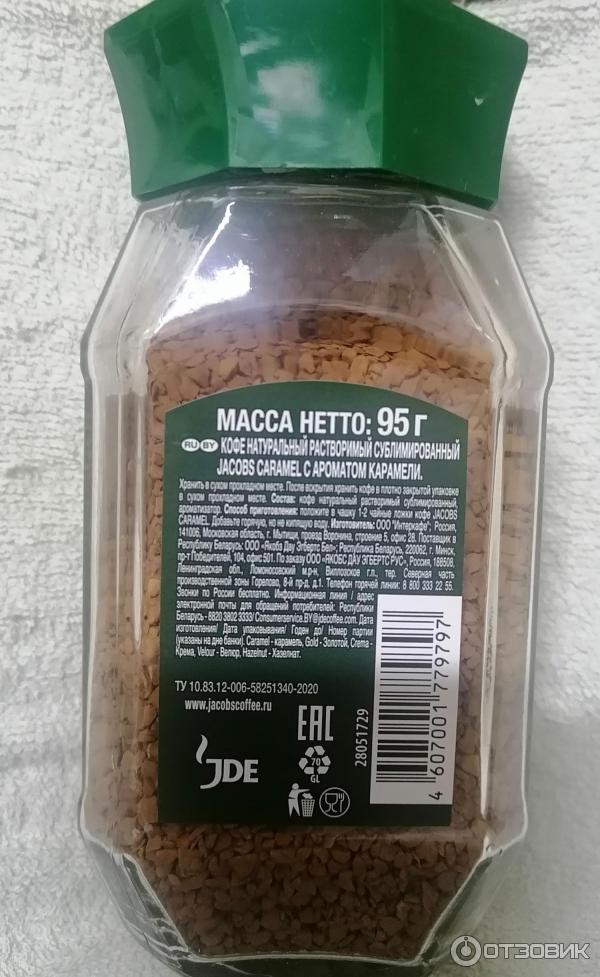 МАССА НЕТТО: 95 г
RU BY
КОФЕ НАТУРАЛЬНЫЙ РАСТВОРИМЫЙ СУБЛИМИРОВАННЫЙ
JACOBS CARAMEL С АРОМАТОМ КАРАМЕЛИ.
Хранить в сухом прохладном месте. После вскрытия хранить кофе в плотно закрытой упаковке
в сухом прохладном месте. Состав: кофе натуральный растворимый сублимированный,
ароматизатор. Способ приготовления: положите в чашку 1-2 чайные ложки кофе JACOBS
CARAMEL. Добавьте горячую, но не кипящую воду. Изготовитель: ООО "Интеркафе"; Россия,
141006, Московская область, г. Мытищи, проезд Воронина, строение 5, офис 28. Поставщик в
Республику Беларусь: ООО «Якобз Дау Эгбертс Бел»; Республика Беларусь, 220062, г. Минск,
пр-т Победителей, 104, офис 501. По заказу ООО «ЯКОБС ДАУ ЭГБЕРТС РУС», Россия, 188508,
Ленинградская обл., Ломоносовский м.р-н, Виллозское г.п., тер. Северная часть
производственной зоны Горелово, 8-й пр-д, д.1. Телефон горячей линии: 8 800 333 22 55.
Звонки по России бесплатно. Информационная линия / адрес
электронной почты для обращений потребителей: Республики
Беларусь - 8820 3802 3333/ ConsumerService.BY@jdecoffee.com. Дата
изготовления/ Дата упаковывания/ Годен до/ Номер партии
(указаны на дне банки). Caramel - карамель, Gold - Золотой, Crema -
Крема, Velour - Велюр, Hazelnut - Хазелнат.
ТУ 10.83.12-006-58251340-2020
www.jacobscoffee.ru
EAC
JDE
70
GL
28051729
4 607001 779797
ОТЗОВИК